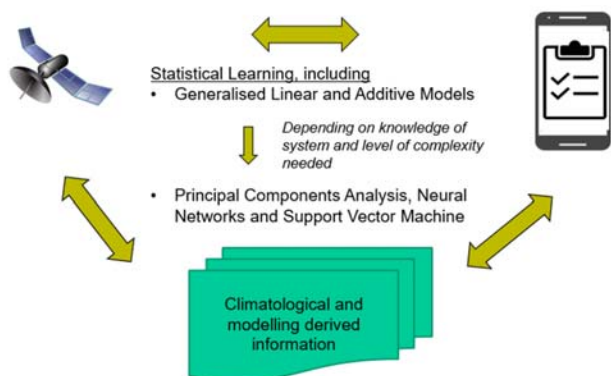 Statistical Learning, including
• Generalised Linear and Additive Models
Depending on knowledge of
system and level of complexity
needed
• Principal Components Analysis, Neural
Networks and Support Vector Machine
Climatological and
modelling derived
information